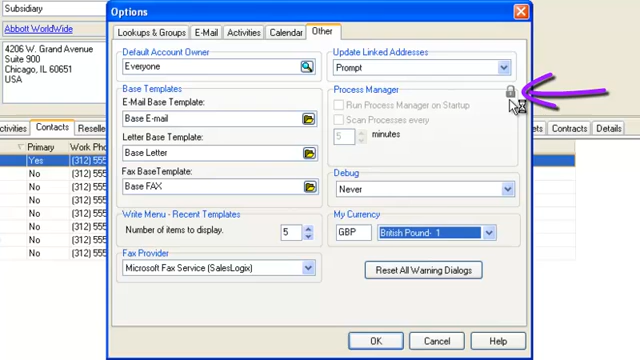 Subsidiary
Abbott WorldWide
4206 W. Grand Avenue
Suite 900
Chicago, IL 60651
USA
Contacts
Primary
Work
Yes
(312) 555
No
(312) 555
No
(312) 555
No
(312) 555
No
(312) 555
No
(312) 555
No
(312) 555
No
(312) 555
Contracts
Details
Options
Lookups & Groups
E-Mail
Activities
Calendar
Other
Default Account Owner
Everyone
Base Templates
E-Mail Base Template:
Base E-mail
Letter Base Template:
Base Letter
Fax BaseTemplate:
Base FAX
Write Menu - Recent Templates
Number of items to display.
5
Fax Provider
Microsoft Fax Service (SalesLogix)
Update Linked Addresses
Prompt
Process Manager
Run Process Manager on Startup
Scan Processes every
5
minutes
Debug
Never
My Currency
GBP
British Pound- 1
Reset All Warning Dialogs
OK
Cancel
Help